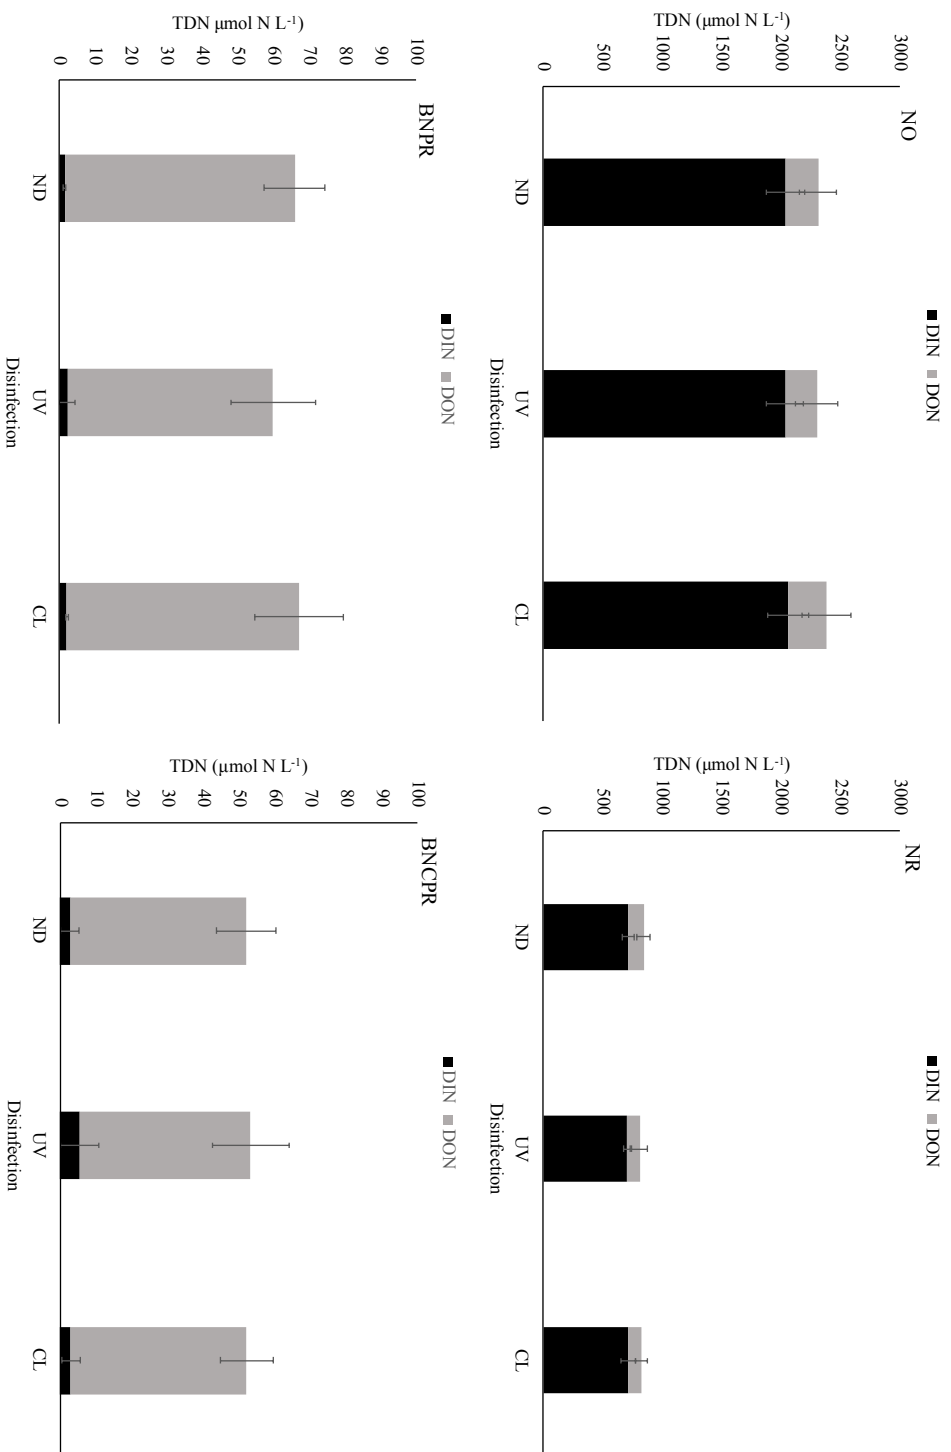 NO
DIN DON
TDN (µmol N L-1)
3000
2500
2000
1500
1000
500
0
ND
UV
CL
Disinfection
NR
DIN DON
TDN (µmol N L-1)
3000
2500
2000
1500
1000
500
0
ND
UV
CL
Disinfection
BNPR
DIN DON
TDN µmol N L-1)
100
90
80
70
60
50
40
30
20
10
0
ND
UV
CL
Disinfection
BNCPR
DIN DON
TDN (µmol N L-1)
100
90
80
70
60
50
40
30
20
10
0
ND
UV
CL
Disinfection